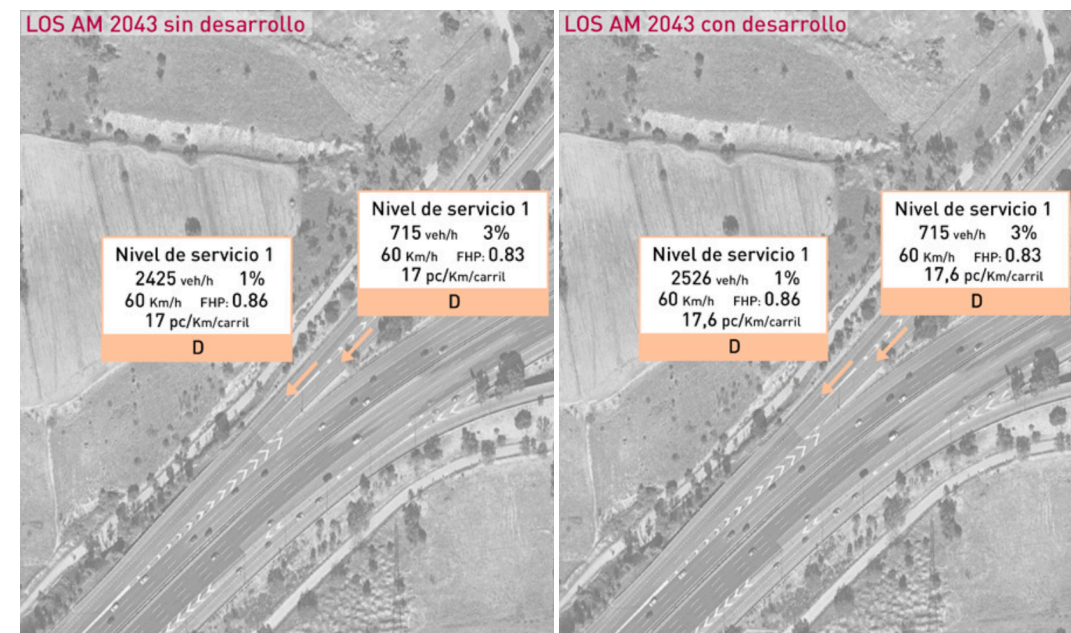 LOS AM 2043 sin desarrollo
Nivel de servicio 1
715 veh/h 3%
60 Km/h FHP: 0.83
17 pc/Km/carril
D
Nivel de servicio 1
2425 veh/h 1%
60 Km/h FHP: 0.86
17 pc/Km/carril
D
LOS AM 2043 con desarrollo
Nivel de servicio 1
715 veh/h 3%
60 Km/h FHP: 0.83
17,6 pc/Km/carril
D
Nivel de servicio 1
2526 veh/h 1%
60 Km/h FHP: 0.86
17,6 pc/Km/carril
D